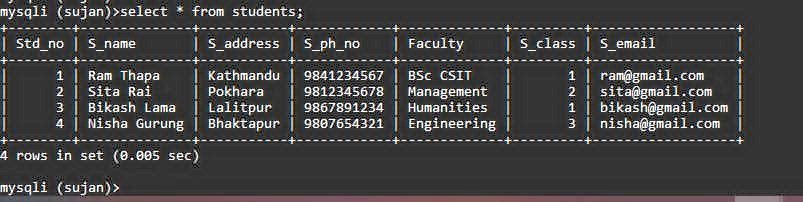 mysqli (sujan)>select * from students;
+--------+--------------+-----------+------------+-------------+---------+------------------+
| Std_no | S_name       | S_address | S_ph_no    | Faculty     | S_class | S_email          |
+--------+--------------+-----------+------------+-------------+---------+------------------+
|      1 | Ram Thapa    | Kathmandu | 9841234567 | BSc CSIT    |       1 | ram@gmail.com    |
|      2 | Sita Rai     | Pokhara   | 9812345678 | Management  |       2 | sita@gmail.com   |
|      3 | Bikash Lama  | Lalitpur  | 9867891234 | Humanities  |       1 | bikash@gmail.com |
|      4 | Nisha Gurung | Bhaktapur | 9807654321 | Engineering |       3 | nisha@gmail.com  |
+--------+--------------+-----------+------------+-------------+---------+------------------+
4 rows in set (0.005 sec)
mysqli (sujan)>